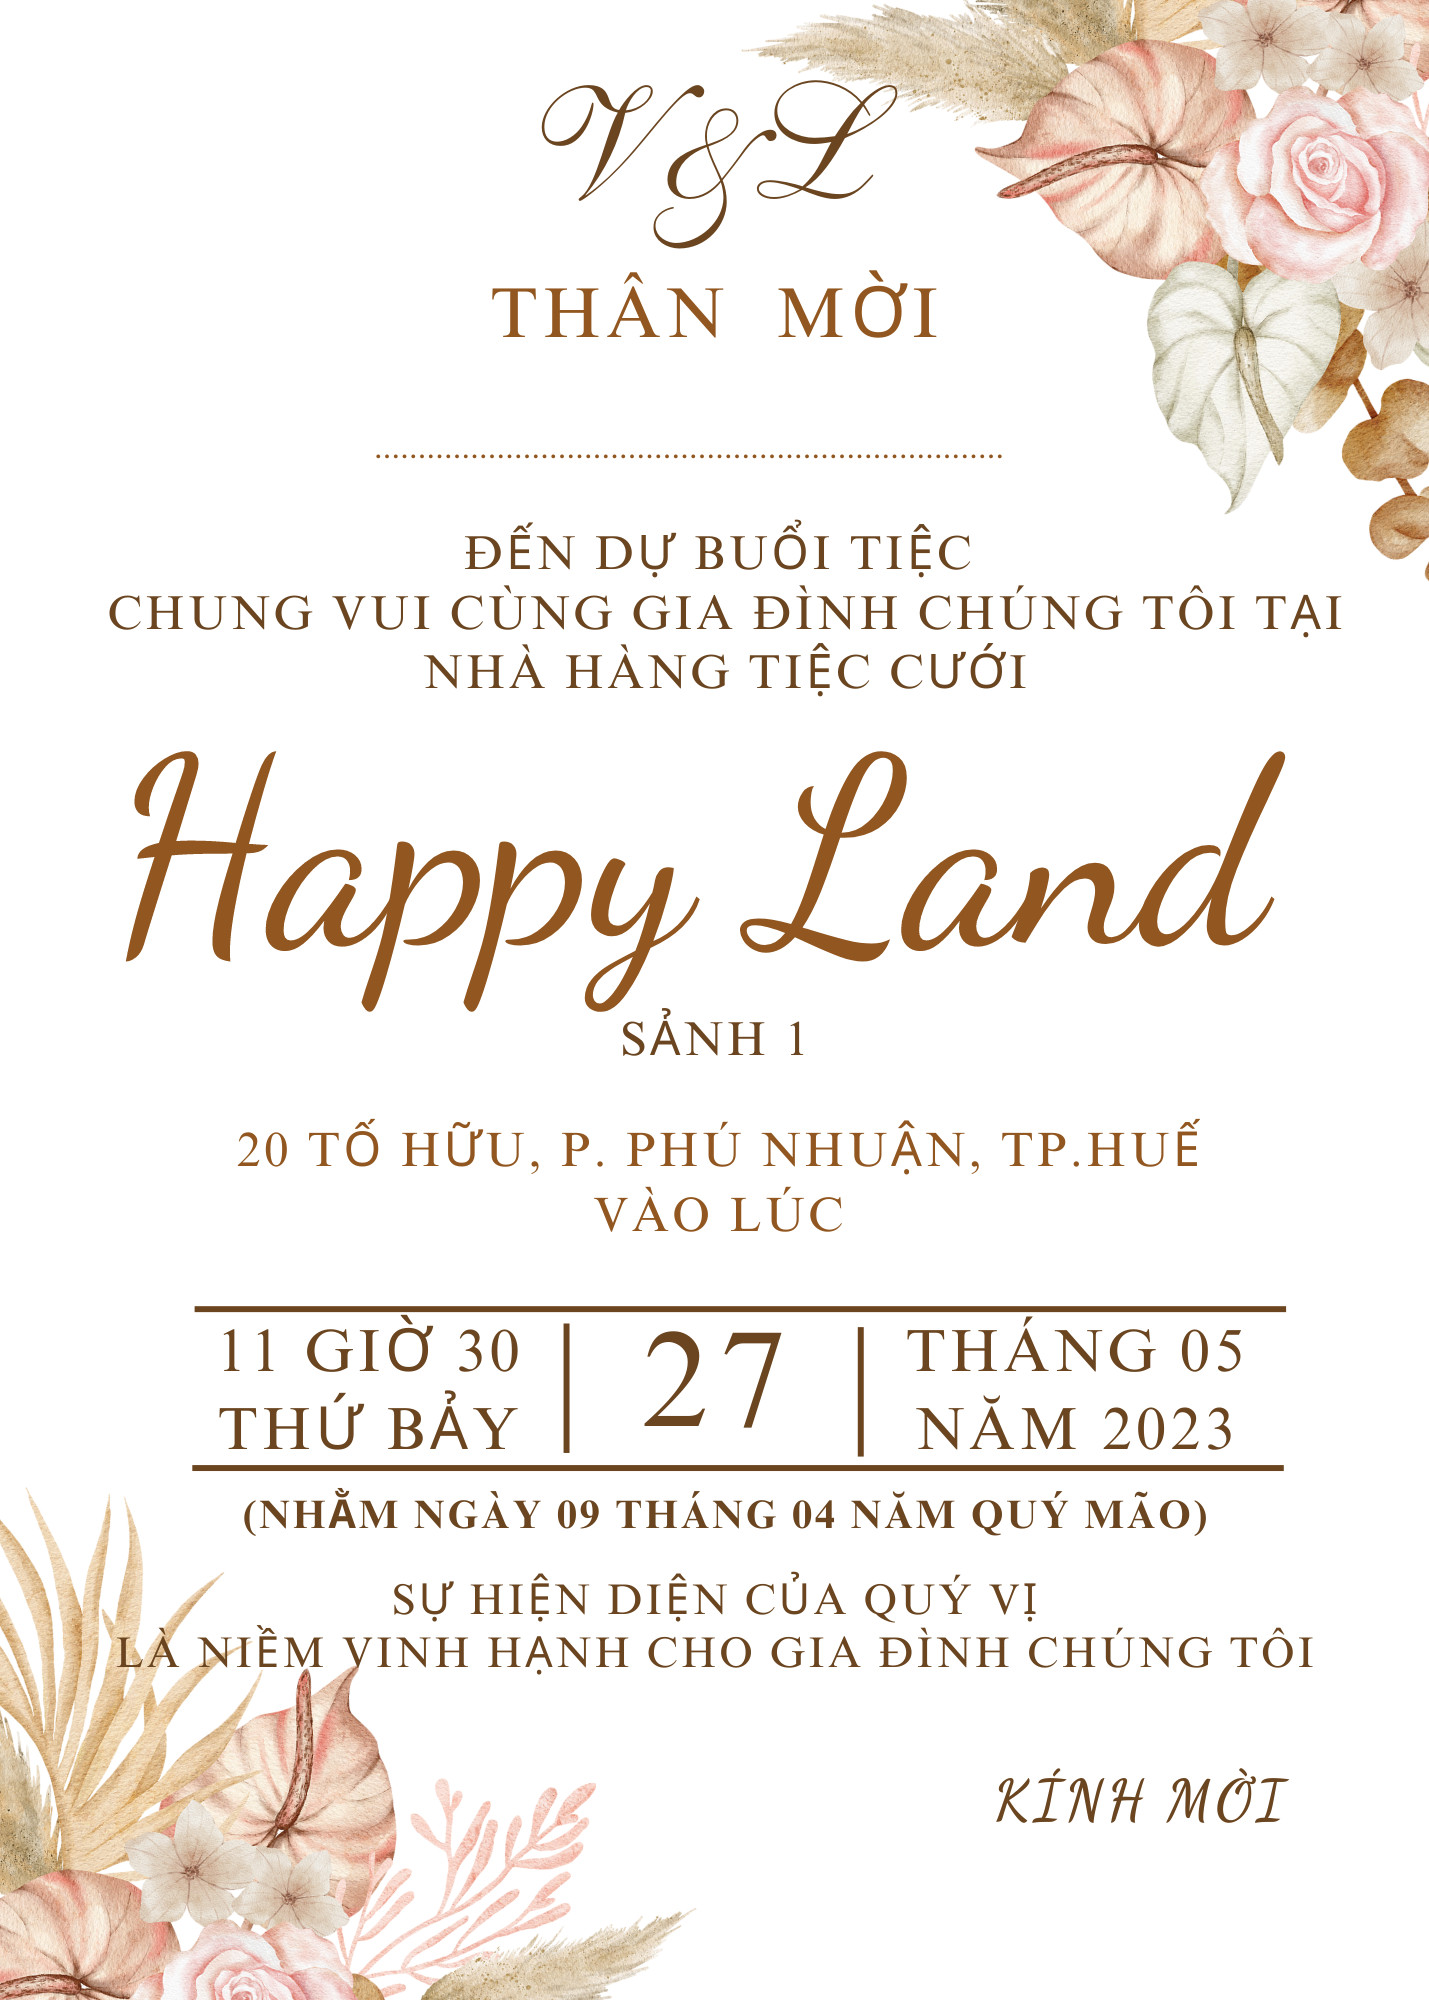 V&L
THÂN MỜI
ĐẾN DỰ BUỔI TIỆC
CHUNG VUI CÙNG GIA ĐÌNH CHÚNG TÔI TẠI
NHÀ HÀNG TIỆC CƯỚI
Happy Land
SẢNH 1
20 TỐ HỮU, P. PHÚ NHUẬN, TP.HUẾ
VÀO LÚC
11 GIỜ 30
THỨ BẢY
27
THÁNG 05
NĂM 2023
(NHẰM NGÀY 09 THÁNG 04 NĂM QUÝ MÃO)
SỰ HIỆN DIỆN CỦA QUÝ VỊ
LÀ NIỀM VINH HẠNH CHO GIA ĐÌNH CHÚNG TÔI
KÍNH MỜI